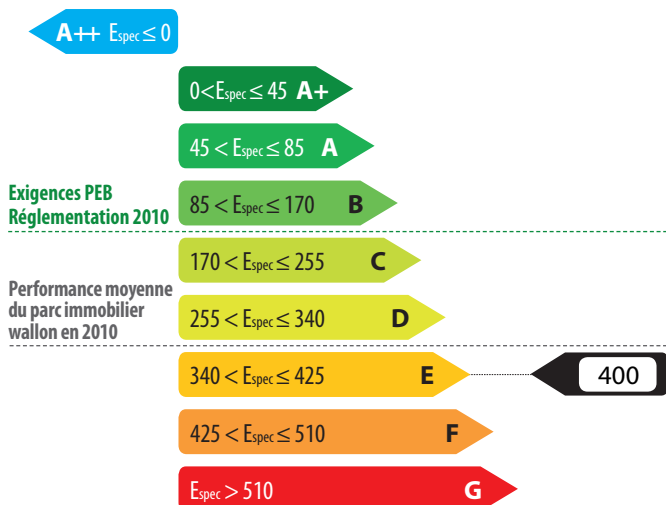 A++ Espec ≤ 0
0 < Espec ≤ 45 A+
45 < Espec ≤ 85 A
Exigences PEB
Réglementation 2010
85 < Espec ≤ 170 B
170 < Espec ≤ 255 C
Performance moyenne
du parc immobilier
wallon en 2010
255 < Espec ≤ 340 D
340 < Espec ≤ 425 E
400
425 < Espec ≤ 510 F
Espec > 510 G